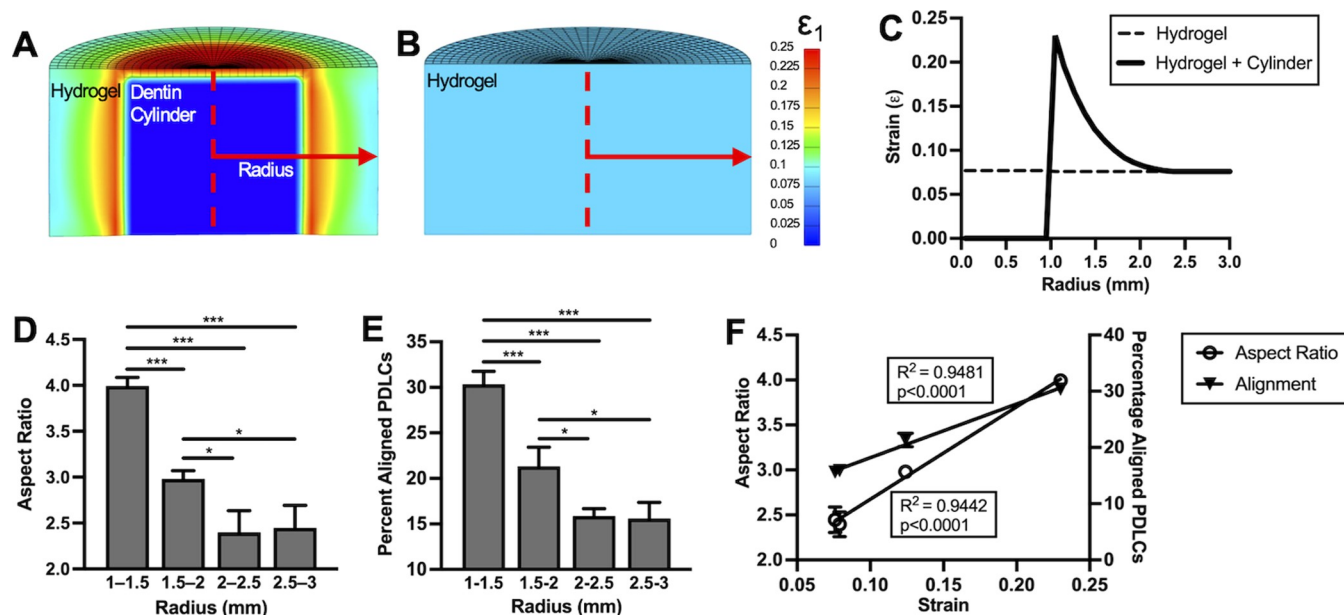 A
Hydrogel
Dentin
Cylinder
Radius
B
Hydrogel
ε1
0.25
0.225
0.2
0.175
0.15
0.125
0.1
0.075
0.05
0.025
0
C
Hydrogel
Hydrogel + Cylinder
Strain (ε)
0.25
0.20
0.15
0.10
0.05
0.00
0.0 0.5 1.0 1.5 2.0 2.5 3.0
Radius (mm)
D
Aspect Ratio
4.5
4.0
3.5
3.0
2.5
2.0
***
***
***
*
*
1–1.5 1.5–2 2–2.5 2.5–3
Radius (mm)
E
Percent Aligned PDLCs
35
30
25
20
15
10
***
***
***
*
*
1-1.5 1.5-2 2-2.5 2.5-3
Radius (mm)
F
Aspect Ratio
4.5
4.0
3.5
3.0
2.5
2.0
R2 = 0.9481
p<0.0001
R2 = 0.9442
p<0.0001
0.05 0.10 0.15 0.20 0.25
Strain
40
30
20
10
0
Percentage Aligned PDLCs
Aspect Ratio
Alignment